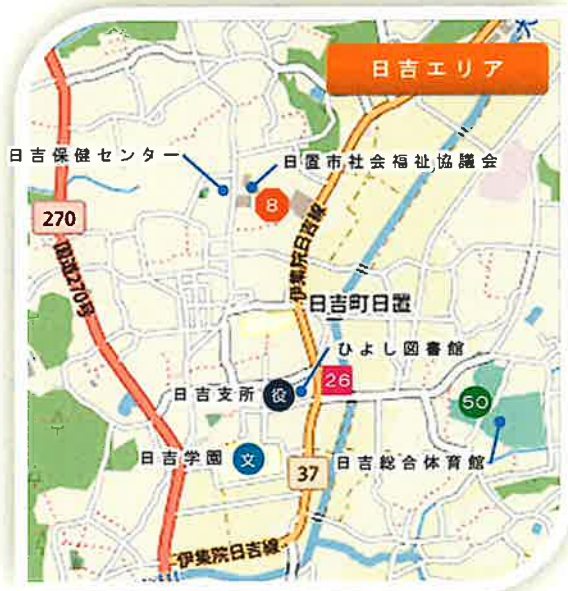 日吉エリア
日吉保健センター
日置市社会福祉協議会
8
270
国道270号
伊集院日吉線
日吉町日置
ひよし図書館
26
日吉支所
役
50
日吉学園
文
日吉総合体育館
37
伊集院日吉線